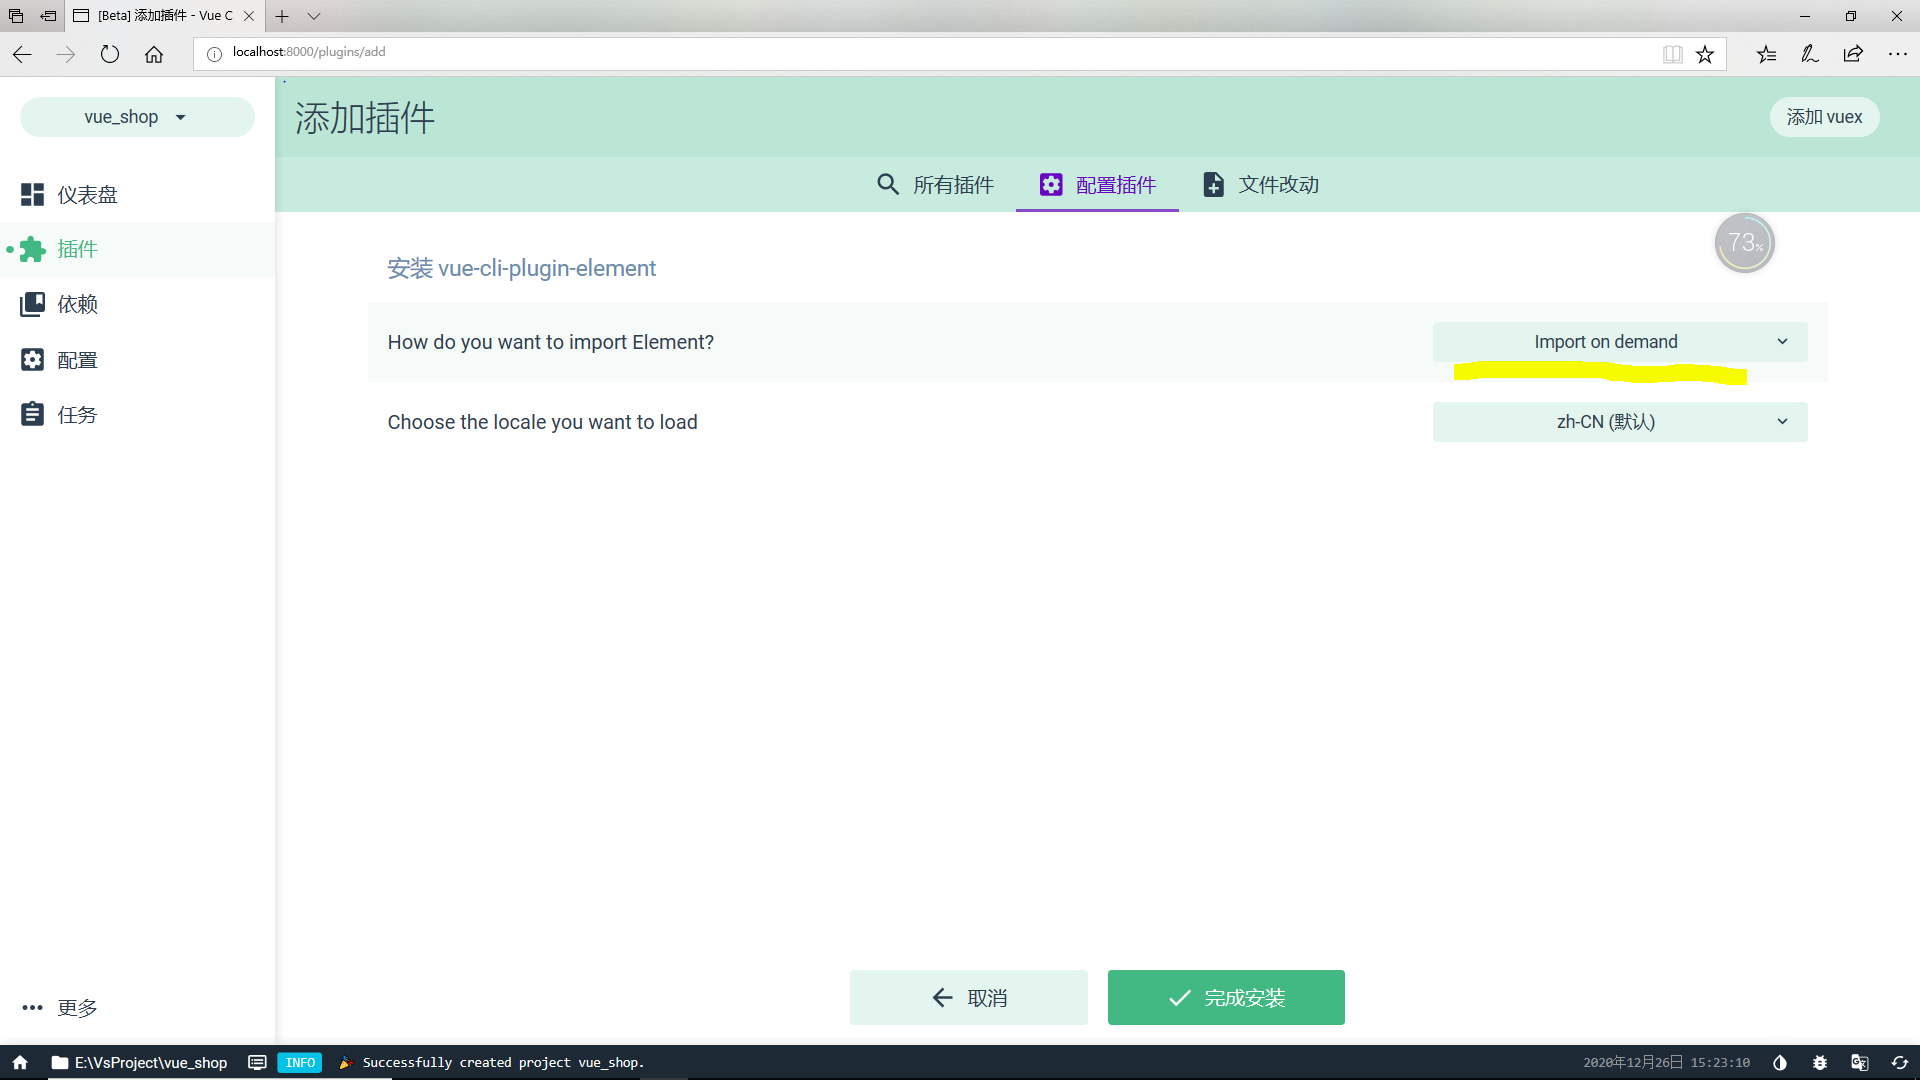 [Beta] 添加插件 - Vue C
localhost:8000/plugins/add
vue_shop
添加插件
添加 vuex
仪表盘
插件
依赖
配置
任务
更多
所有插件
配置插件
文件改动
73%
安装 vue-cli-plugin-element
How do you want to import Element?
Import on demand
Choose the locale you want to load
zh-CN (默认)
取消
完成安装
E:\VsProject\vue_shop
INFO
Successfully created project vue_shop.
2020年12月26日 15:23:10